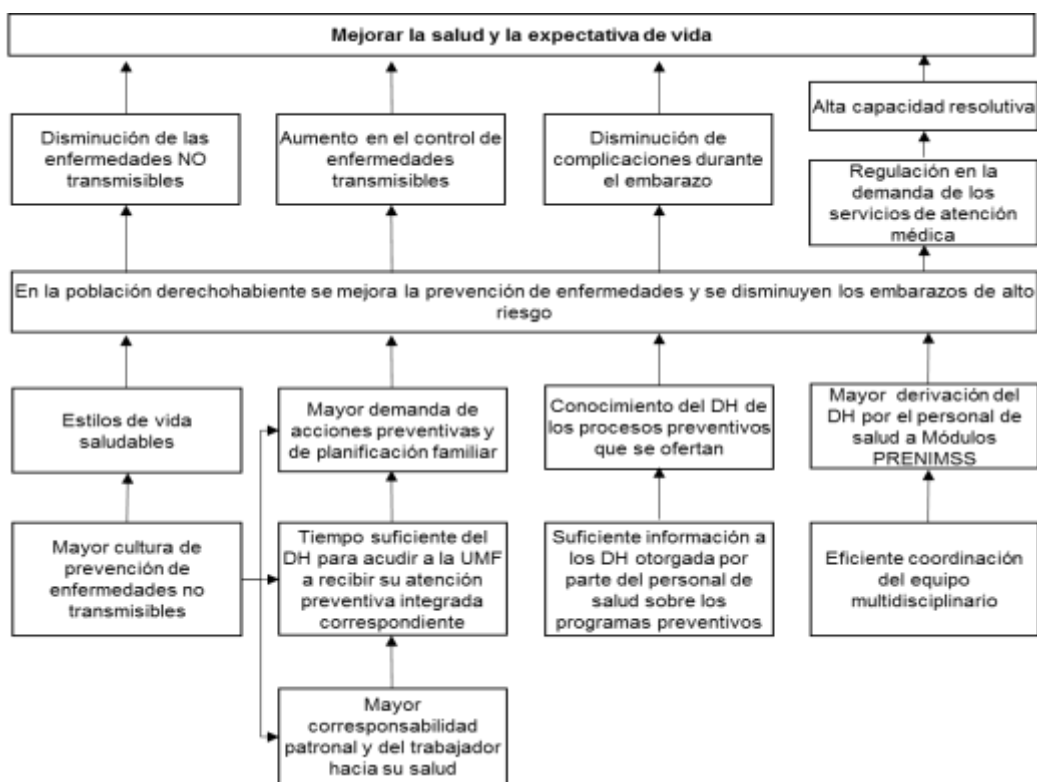 Mejorar la salud y la expectativa de vida
Disminución de las
enfermedades NO
transmisibles
Aumento en el control de
enfermedades
transmisibles
Disminución de
complicaciones durante
el embarazo
Alta capacidad resolutiva
Regulación en la
demanda de los
servicios de atención
médica
En la población derechohabiente se mejora la prevención de enfermedades y se disminuyen los embarazos de alto
riesgo
Estilos de vida
saludables
Mayor demanda de
acciones preventivas y
de planificación familiar
Conocimiento del DH de
los procesos preventivos
que se ofertan
Mayor derivación del
DH por el personal de
salud a Módulos
PRENIMSS
Mayor cultura de
prevención de
enfermedades no
transmisibles
Tiempo suficiente del
DH para acudir a la UMF
a recibir su atención
preventiva integrada
correspondiente
Suficiente información a
los DH otorgada por
parte del personal de
salud sobre los
programas preventivos
Eficiente coordinación
del equipo
multidisciplinario
Mayor
corresponsabilidad
patronal y del trabajador
hacia su salud